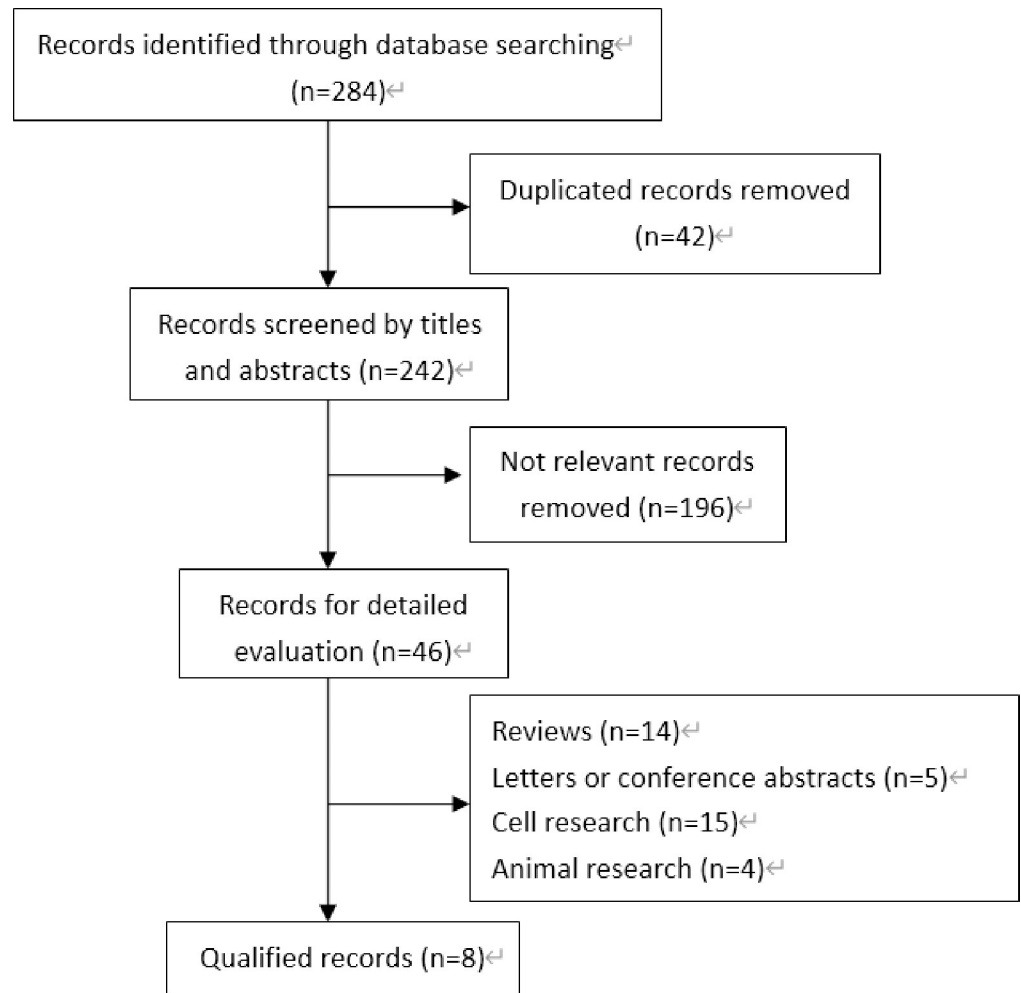 Records identified through database searching↵
(n=284)↵
Duplicated records removed
(n=42)↵
Records screened by titles
and abstracts (n=242)↵
Not relevant records
removed (n=196)↵
Records for detailed
evaluation (n=46)↵
Reviews (n=14)↵
Letters or conference abstracts (n=5)↵
Cell research (n=15)↵
Animal research (n=4)↵
Qualified records (n=8)↵